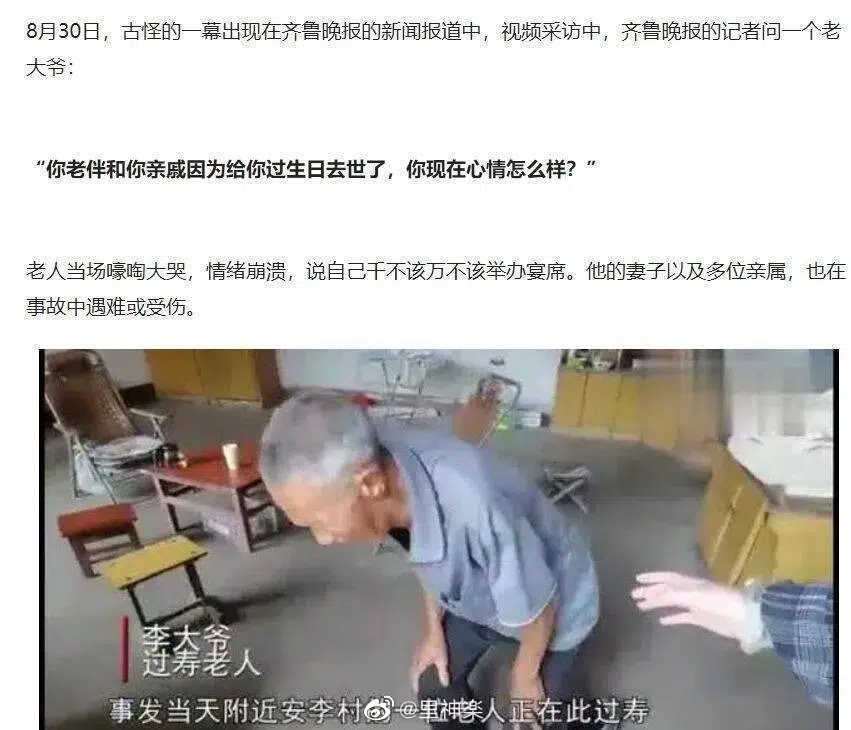 8月30日，古怪的一幕出现在齐鲁晚报的新闻报道中，视频采访中，齐鲁晚报的记者问一个老
大爷：
“你老伴和你亲戚因为给你过生日去世了，你现在心情怎么样？”
老人当场嚎啕大哭，情绪崩溃，说自己千不该万不该举办宴席。他的妻子以及多位亲属，也在
事故中遇难或受伤。
李大爷
过寿老人
事发当天附近安李村的一 人正在此过寿
@里神楽